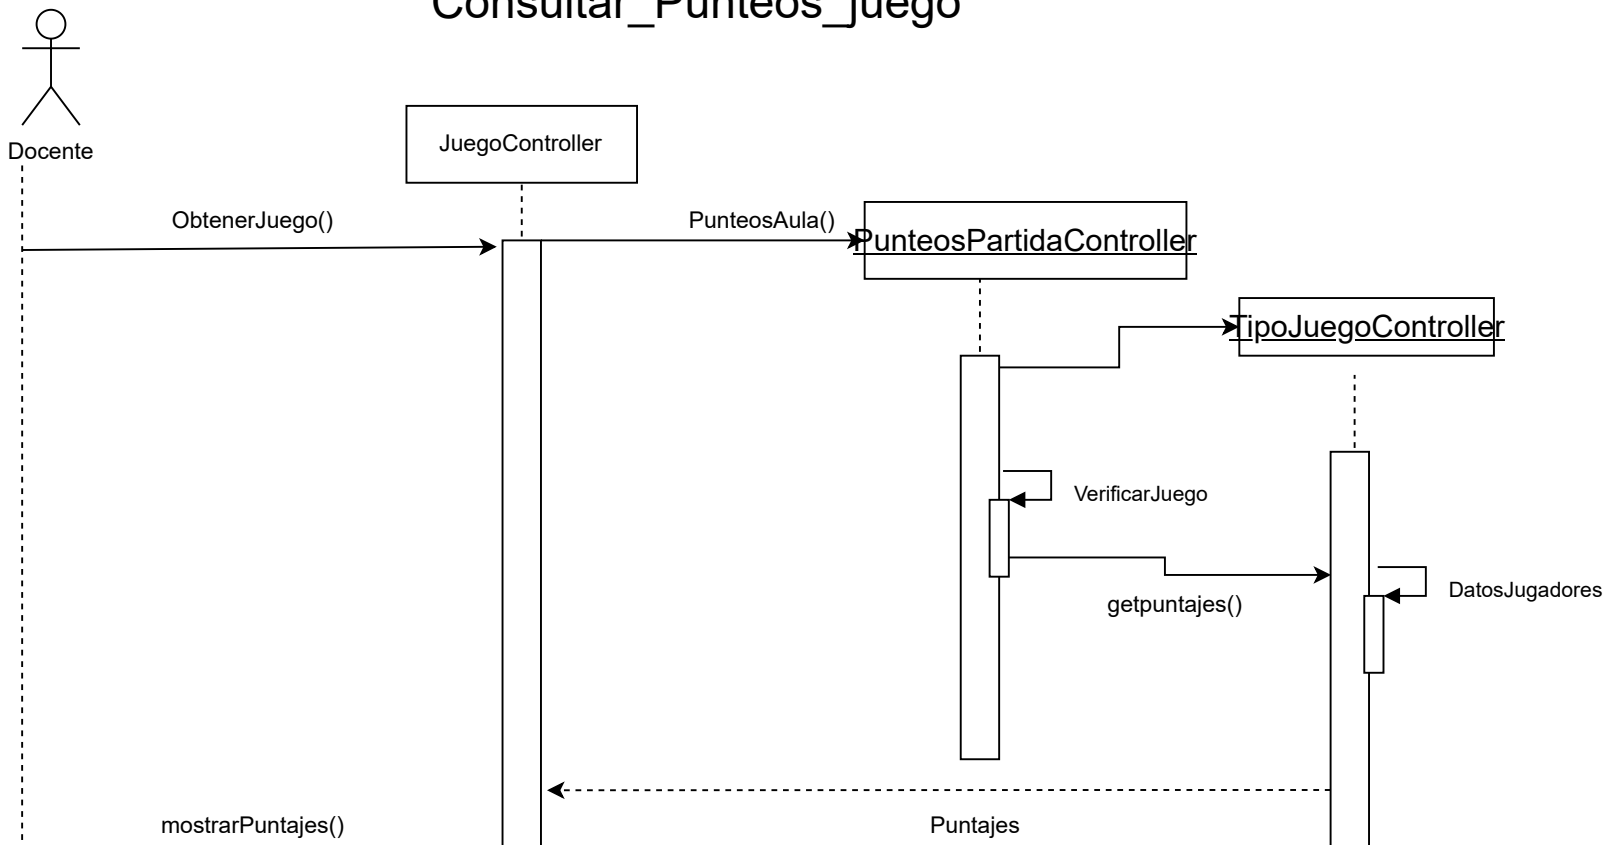 Consultar_Punteos_juego
Docente
JuegoController
ObtenerJuego()
PunteosAula()
PunteosPartidaController
TipoJuegoController
VerificarJuego
getpuntajes()
DatosJugadores
mostrarPuntajes()
Puntajes